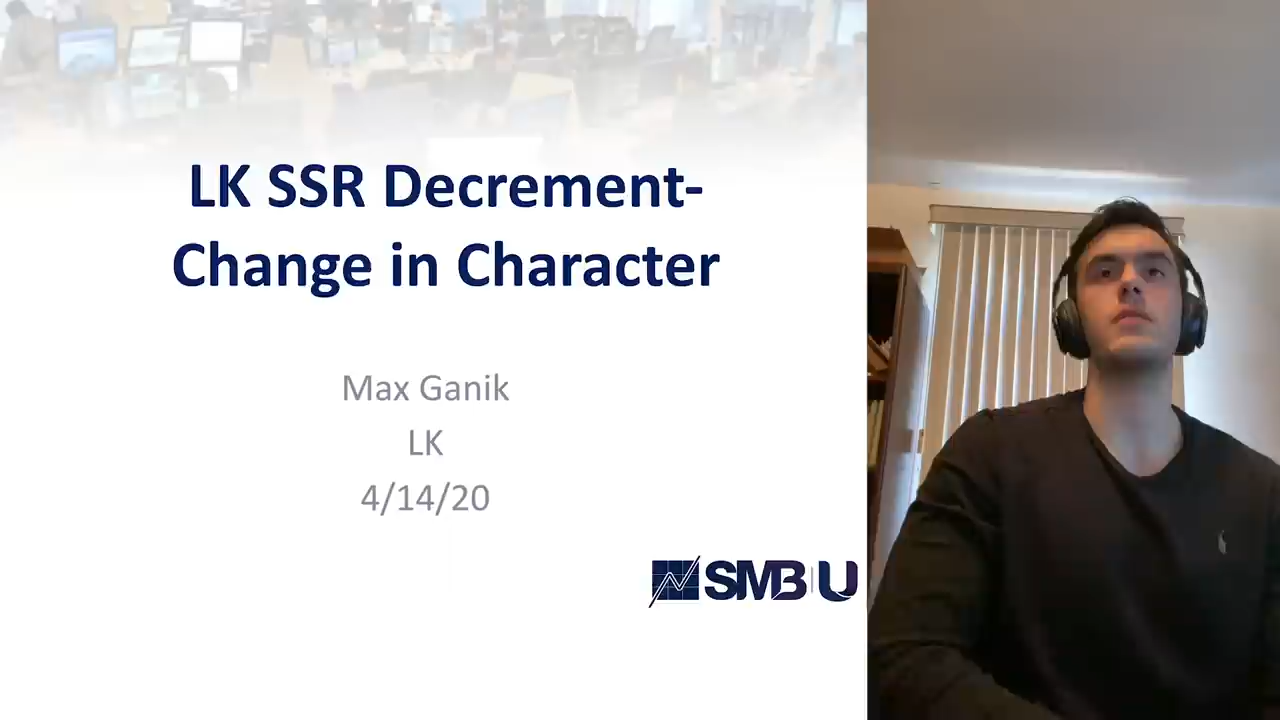 LK SSR Decrement-
Change in Character
Max Ganik
LK
4/14/20
SMB U